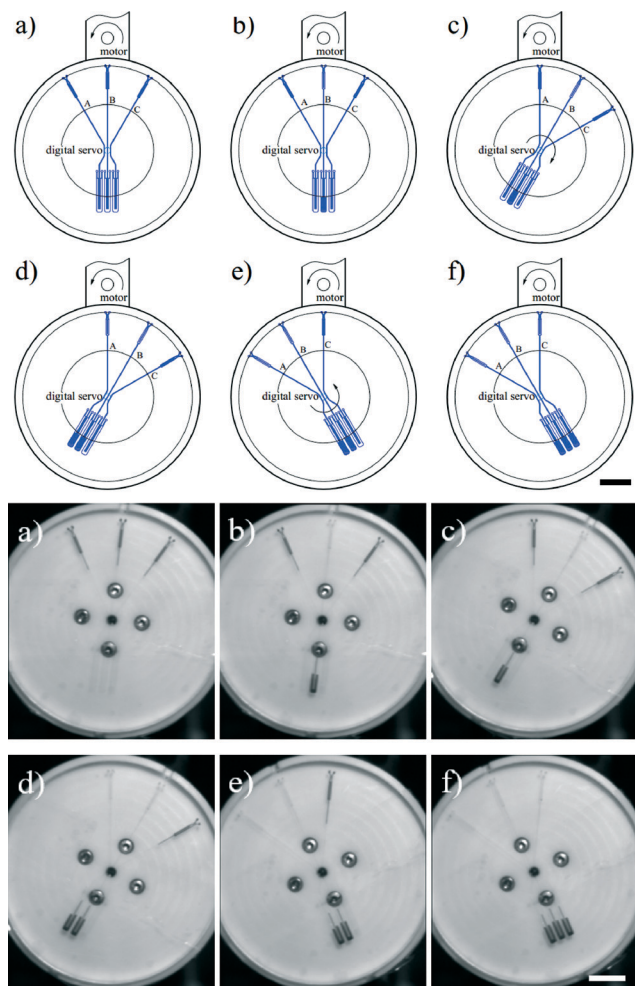 a)
b)
c)
motor
motor
motor
A
B
C
A
B
C
A
B
C
digital servo
digital servo
digital servo
d)
e)
f)
motor
motor
motor
A
B
C
A
B
C
A
B
C
digital servo
digital servo
digital servo
a)
b)
c)
d)
e)
f)